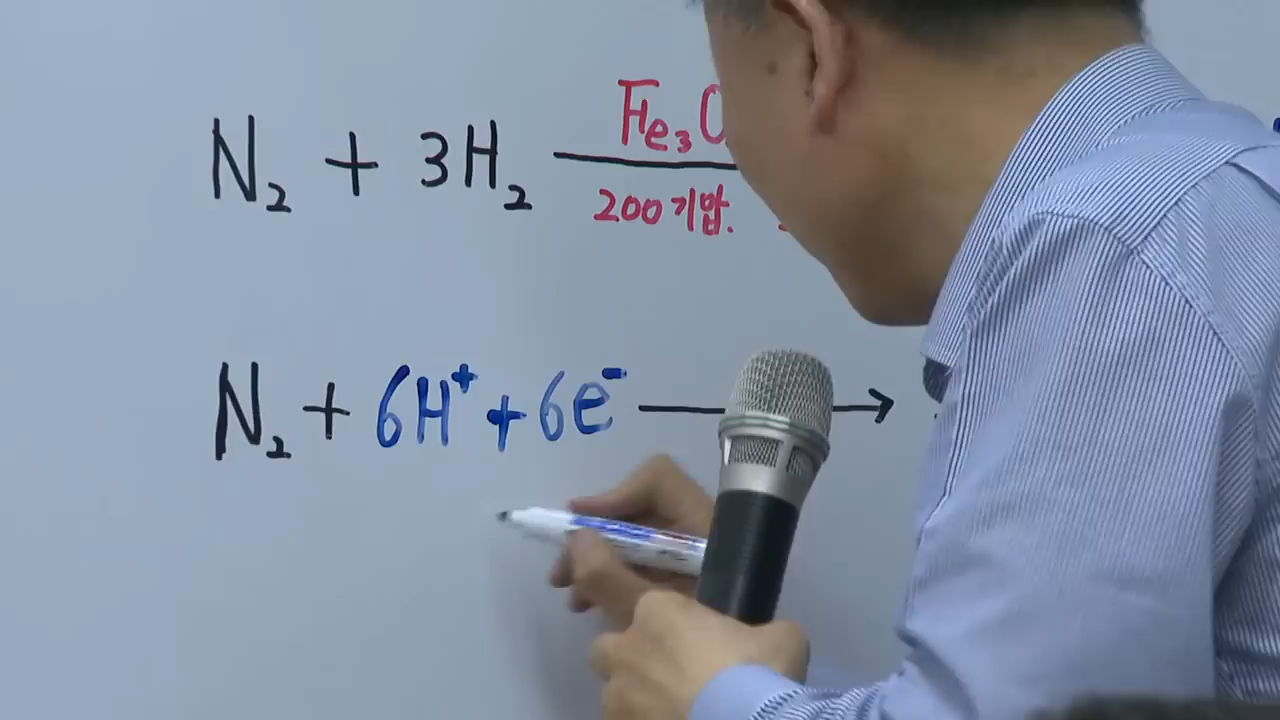 Fe₃O
N₂ + 3H₂
200기압.
N₂ + 6H⁺ + 6e⁻ →